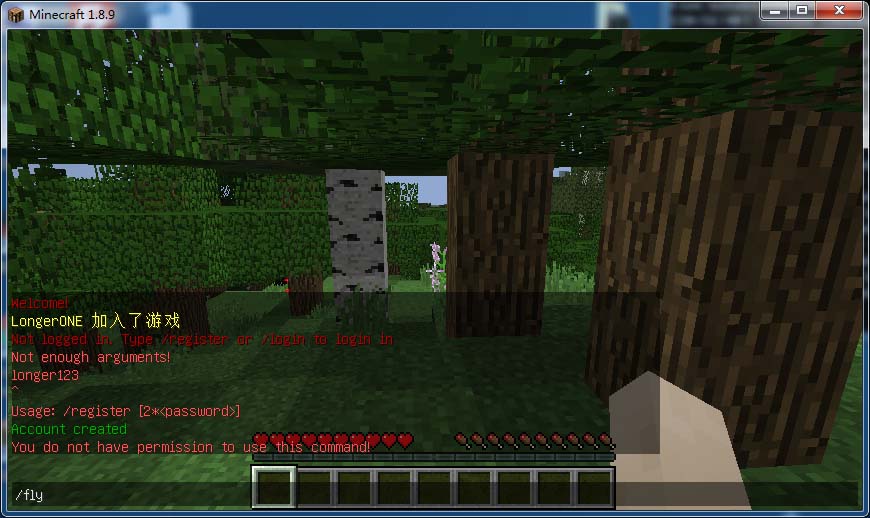 Minecraft 1.8.9
Welcome!
LongerONE 加入了游戏
Not logged in. Type /register or /login to login in
Not enough arguments!
longer123
^
Usage: /register [2*<password>]
Account created
You do not have permission to use this command!
/fly